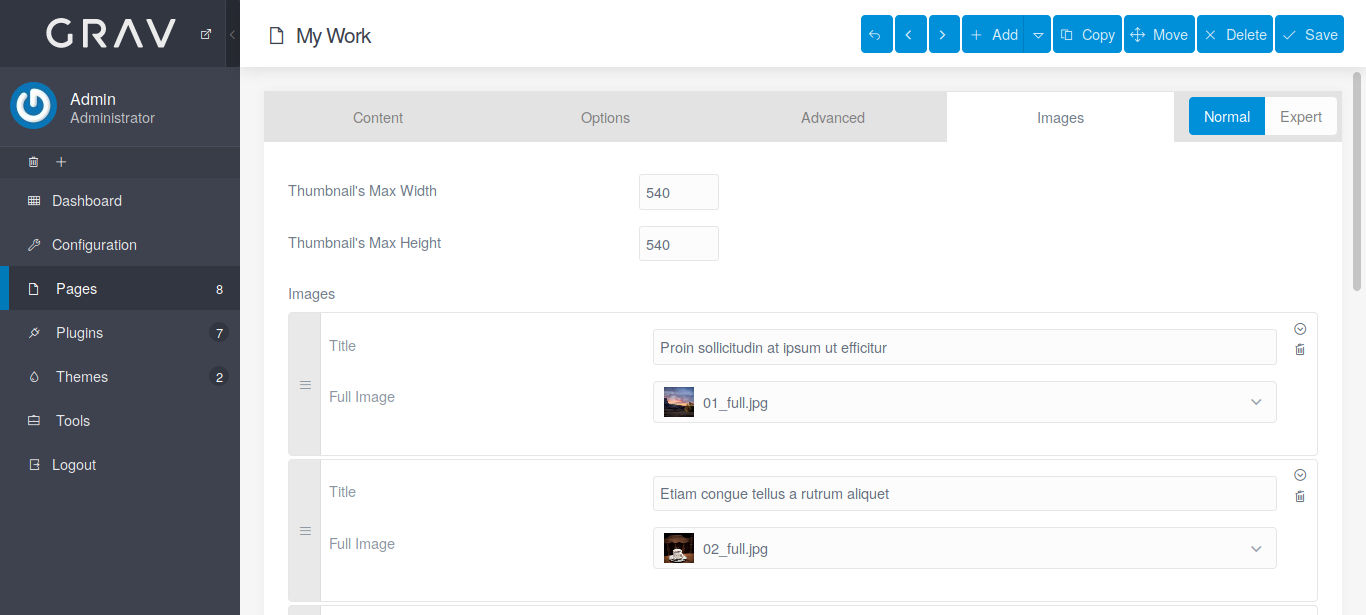 GRAV
My Work
Add
Copy
Move
Delete
Save
Admin
Administrator
Dashboard
Configuration
Pages 8
Plugins 7
Themes 2
Tools
Logout
Content
Options
Advanced
Images
Normal
Expert
Thumbnail's Max Width
540
Thumbnail's Max Height
540
Images
Title
Proin sollicitudin at ipsum ut efficitur
Full Image
01_full.jpg
Title
Etiam congue tellus a rutrum aliquet
Full Image
02_full.jpg